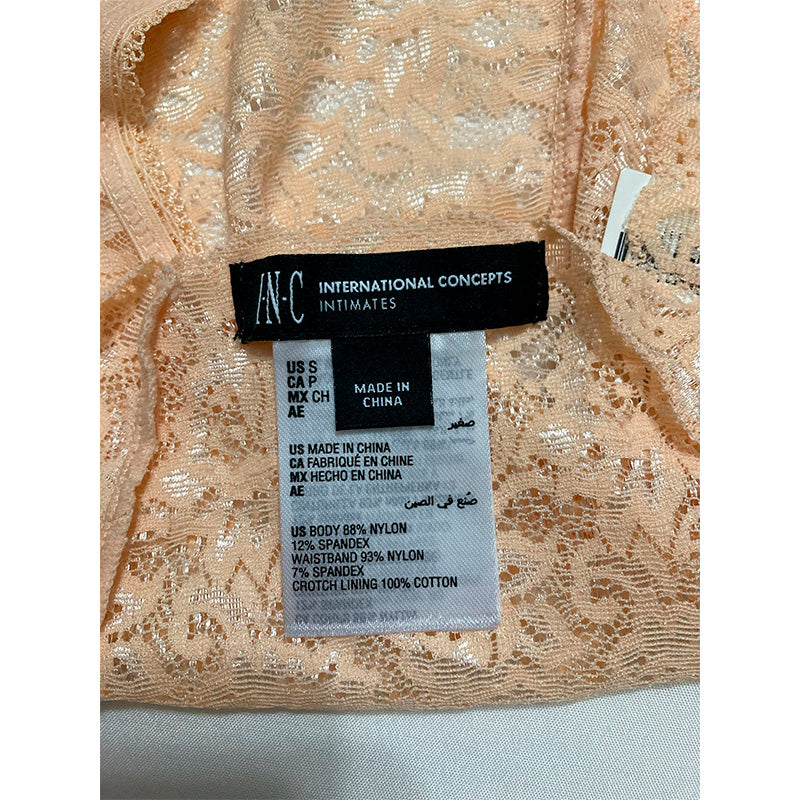 I-N-C INTERNATIONAL CONCEPTS
INTIMATES
US S
CA P
MX CH
AE
صغير
MADE IN
CHINA
US MADE IN CHINA
CA FABRIQUÉ EN CHINE
MX HECHO EN CHINA
AE
صُنع في الصين
US BODY 88% NYLON
12% SPANDEX
WAISTBAND 93% NYLON
7% SPANDEX
CROTCH LINING 100% COTTON